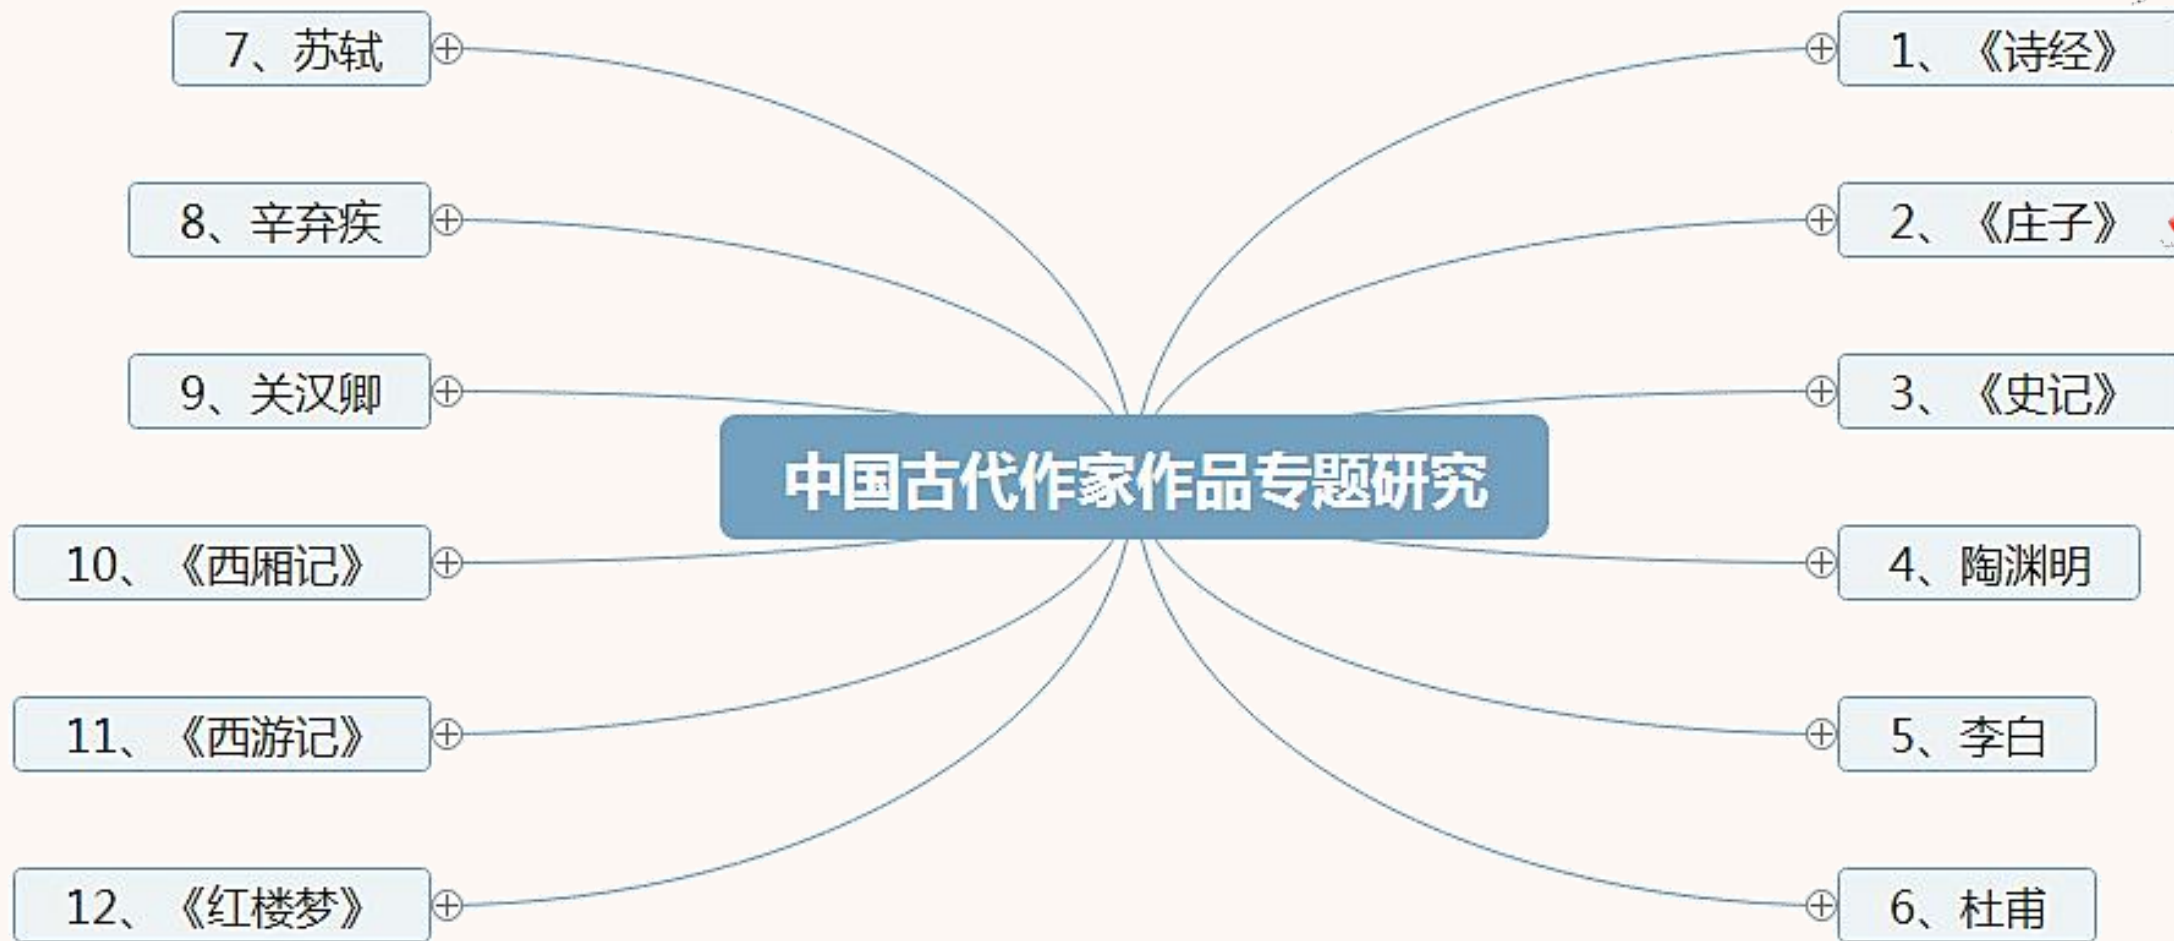 中国古代作家作品专题研究
1、《诗经》
2、《庄子》
3、《史记》
4、陶渊明
5、李白
6、杜甫
7、苏轼
8、辛弃疾
9、关汉卿
10、《西厢记》
11、《西游记》
12、《红楼梦》